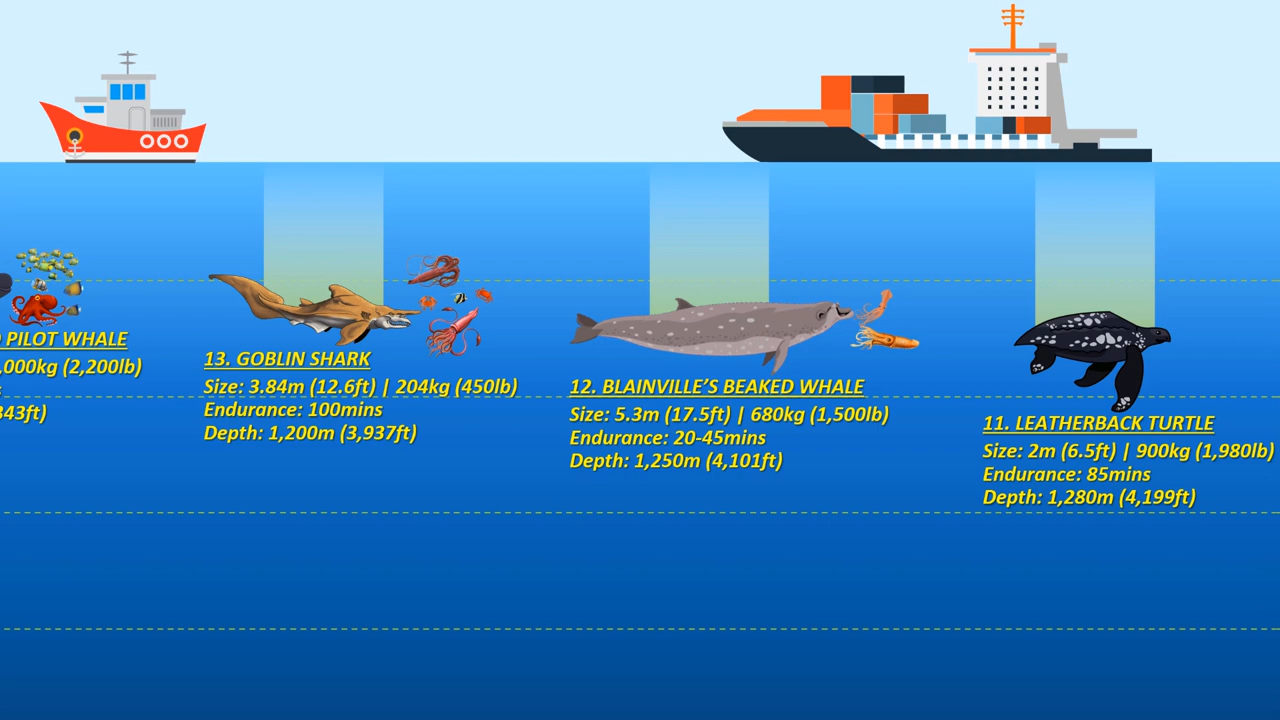 PILOT WHALE
,000kg (2,200lb)
343ft)
13. GOBLIN SHARK
Size: 3.84m (12.6ft) | 204kg (450lb)
Endurance: 100mins
Depth: 1,200m (3,937ft)
12. BLAINVILLE'S BEAKED WHALE
Size: 5.3m (17.5ft) | 680kg (1,500lb)
Endurance: 20-45mins
Depth: 1,250m (4,101ft)
11. LEATHERBACK TURTLE
Size: 2m (6.5ft) | 900kg (1,980lb)
Endurance: 85mins
Depth: 1,280m (4,199ft)